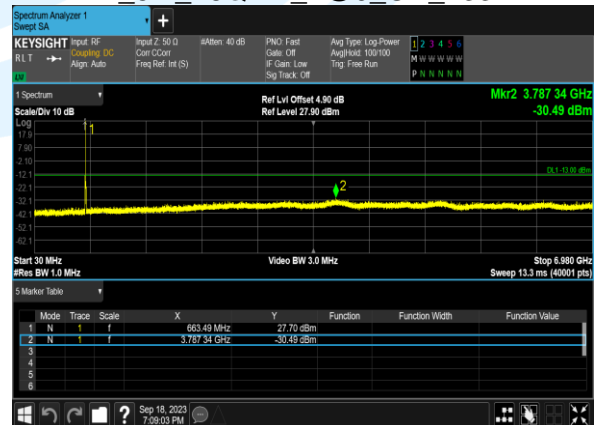 Spectrum Analyzer 1
Swept SA
KEYSIGHT Input: RF Input Z: 50 Ω #Atten: 40 dB PNO: Fast Avg Type: Log-Power 1 2 3 4 5 6
RLT Coupling: DC Corr CCorr Gate: Off Avg|Hold: 100/100 M W W W W W
Align: Auto Freq Ref: Int (S) IF Gain: Low Trig: Free Run P N N N N N
Sig Track: Off
1 Spectrum Ref Lvl Offset 4.90 dB Mkr2 3.787 34 GHz
Scale/Div 10 dB Ref Level 27.90 dBm -30.49 dBm
Log
17.9
7.90
-2.10
-12.1 DL1 -13.00 dBm
-22.1
-32.1
-42.1
-52.1
-62.1
1
2
Start 30 MHz Video BW 3.0 MHz Stop 6.980 GHz
#Res BW 1.0 MHz Sweep 13.3 ms (40001 pts)
5 Marker Table
Mode Trace Scale X Y Function Function Width Function Value
1 N 1 f 663.49 MHz 27.70 dBm
2 N 1 f 3.787 34 GHz -30.49 dBm
3
4
5
6
? Sep 18, 2023
7:09:03 PM